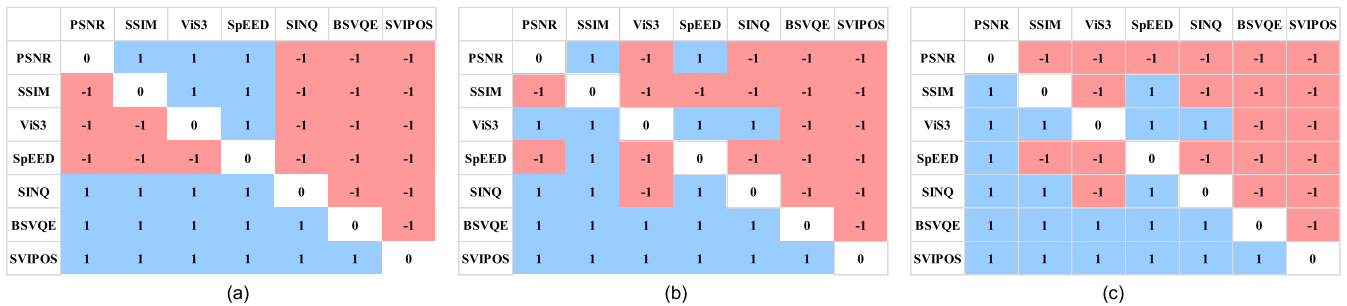 PSNR SSIM ViS3 SpEED SINQ BSVQE SVIPOS
PSNR 0 1 1 1 -1 -1 -1
SSIM -1 0 1 1 -1 -1 -1
ViS3 -1 -1 0 1 -1 -1 -1
SpEED -1 -1 -1 0 -1 -1 -1
SINQ 1 1 1 1 0 -1 -1
BSVQE 1 1 1 1 1 0 -1
SVIPOS 1 1 1 1 1 1 0
(a)
PSNR SSIM ViS3 SpEED SINQ BSVQE SVIPOS
PSNR 0 1 -1 1 -1 -1 -1
SSIM -1 0 -1 -1 -1 -1 -1
ViS3 1 1 0 1 1 -1 -1
SpEED -1 1 -1 0 -1 -1 -1
SINQ 1 1 -1 1 0 -1 -1
BSVQE 1 1 1 1 1 0 -1
SVIPOS 1 1 1 1 1 1 0
(b)
PSNR SSIM ViS3 SpEED SINQ BSVQE SVIPOS
PSNR 0 -1 -1 -1 -1 -1 -1
SSIM 1 0 -1 1 -1 -1 -1
ViS3 1 1 0 1 1 -1 -1
SpEED 1 -1 -1 0 -1 -1 -1
SINQ 1 1 -1 1 0 -1 -1
BSVQE 1 1 1 1 1 0 -1
SVIPOS 1 1 1 1 1 1 0
(c)